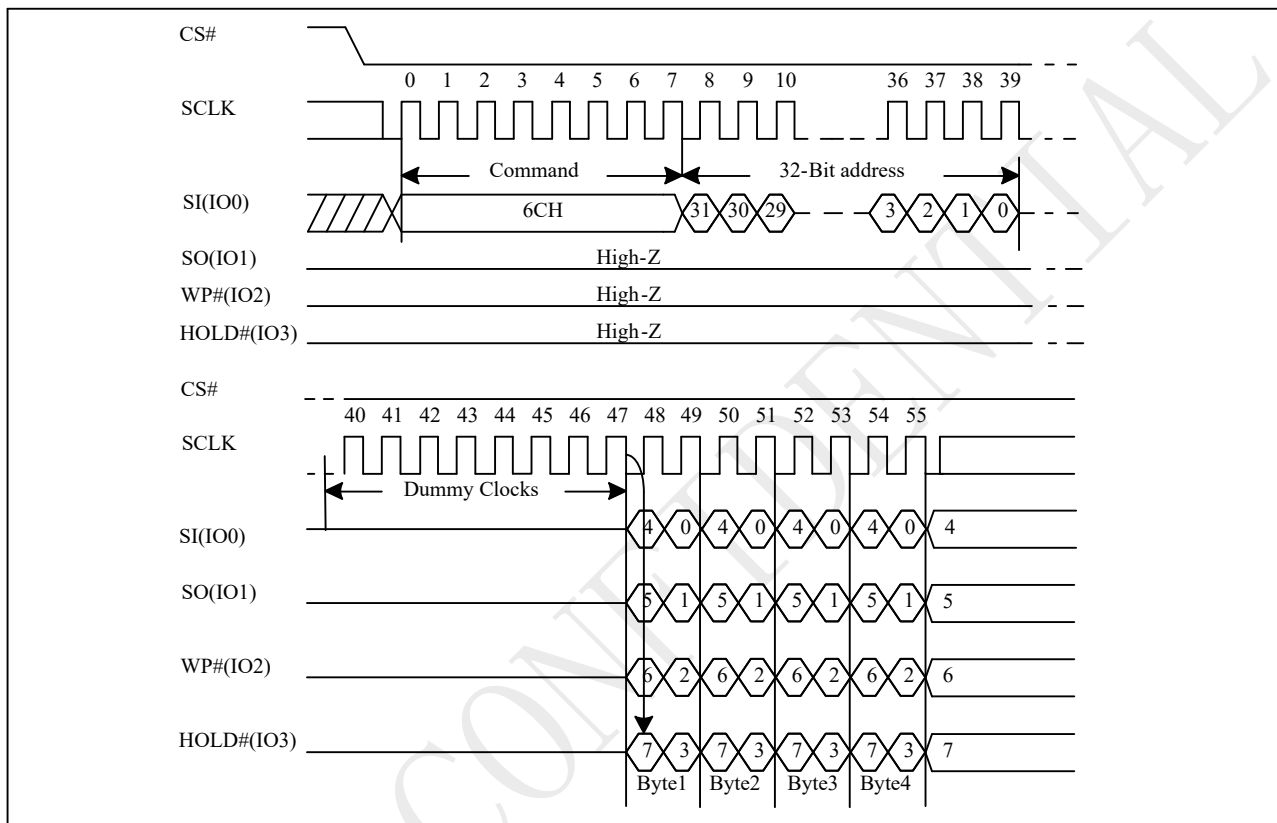 CS#
0 1 2 3 4 5 6 7 8 9 10 36 37 38 39
SCLK
Command 32-Bit address
SI(IO0) 6CH 31 30 29 3 2 1 0
SO(IO1) High-Z
WP#(IO2) High-Z
HOLD#(IO3) High-Z
CS#
40 41 42 43 44 45 46 47 48 49 50 51 52 53 54 55
SCLK
Dummy Clocks
SI(IO0) 4 0 4 0 4 0 4 0 4
SO(IO1) 5 1 5 1 5 1 5 1 5
WP#(IO2) 6 2 6 2 6 2 6 2 6
HOLD#(IO3) 7 3 7 3 7 3 7 3 7
Byte1 Byte2 Byte3 Byte4
CONFIDENTIAL